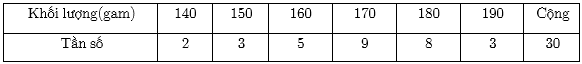 Khối lượng(gam) 140 150 160 170 180 190 Cộng
Tần số 2 3 5 9 8 3 30